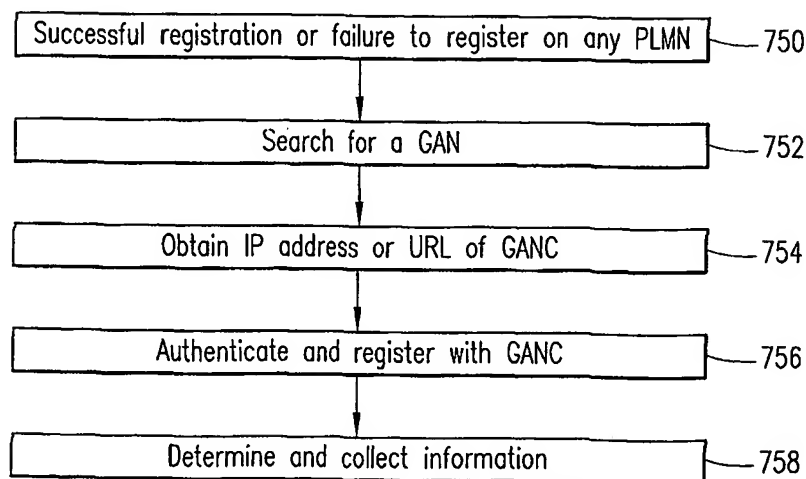 Successful registration or failure to register on any PLMN 750
Search for a GAN 752
Obtain IP address or URL of GANC 754
Authenticate and register with GANC 756
Determine and collect information 758